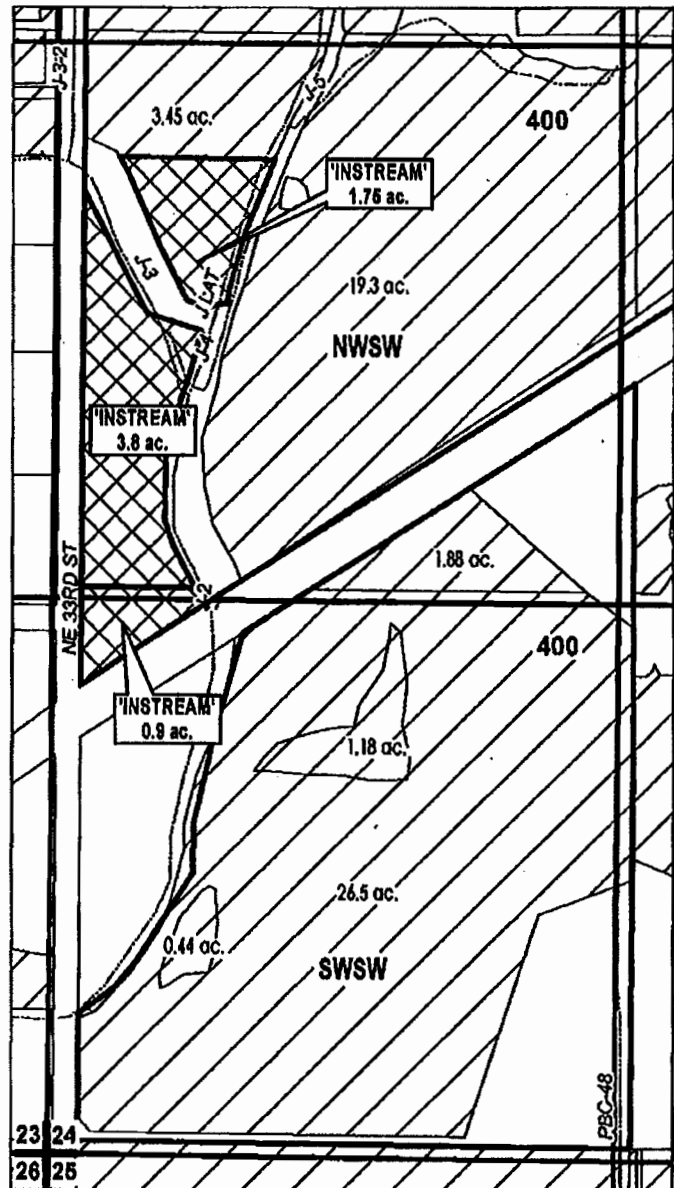 J-3-2
3.45 ac.
J-5
400
'INSTREAM'
1.75 ac.
J-3
J LAT
J-4
19.3 ac.
NWSW
'INSTREAM'
3.8 ac.
NE 33RD ST
1.88 ac.
400
'INSTREAM'
0.9 ac.
1.18 ac.
26.5 ac.
0.44 ac.
SWSW
PBC-48
23 24
26 25